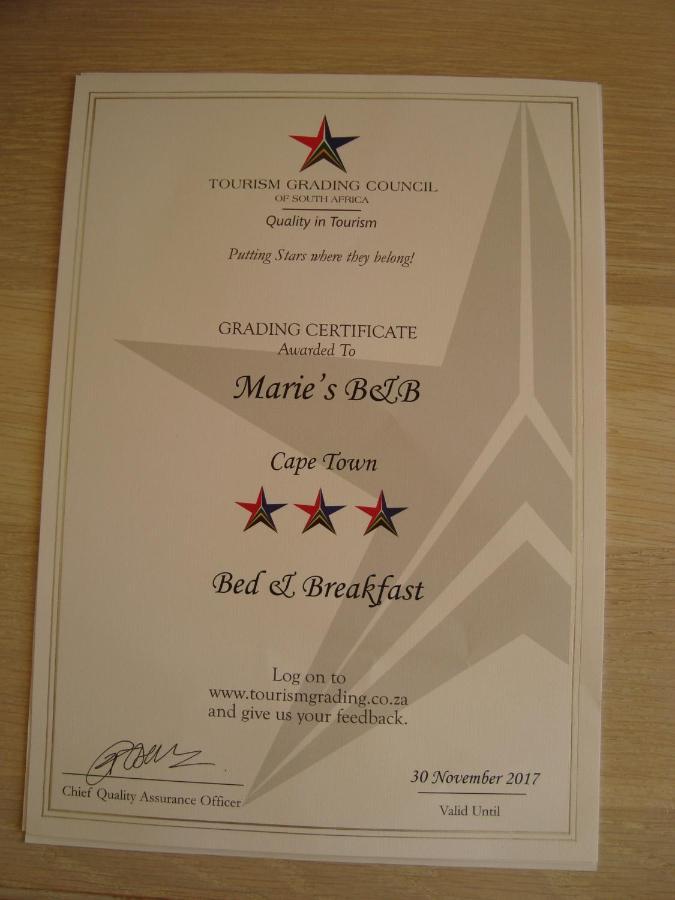 TOURISM GRADING COUNCIL
OF SOUTH AFRICA
Quality in Tourism
Putting Stars where they belong!
GRADING CERTIFICATE
Awarded To
Marie's B&B
Cape Town
Bed & Breakfast
Log on to
www.tourismgrading.co.za
and give us your feedback.
Chief Quality Assurance Officer
30 November 2017
Valid Until